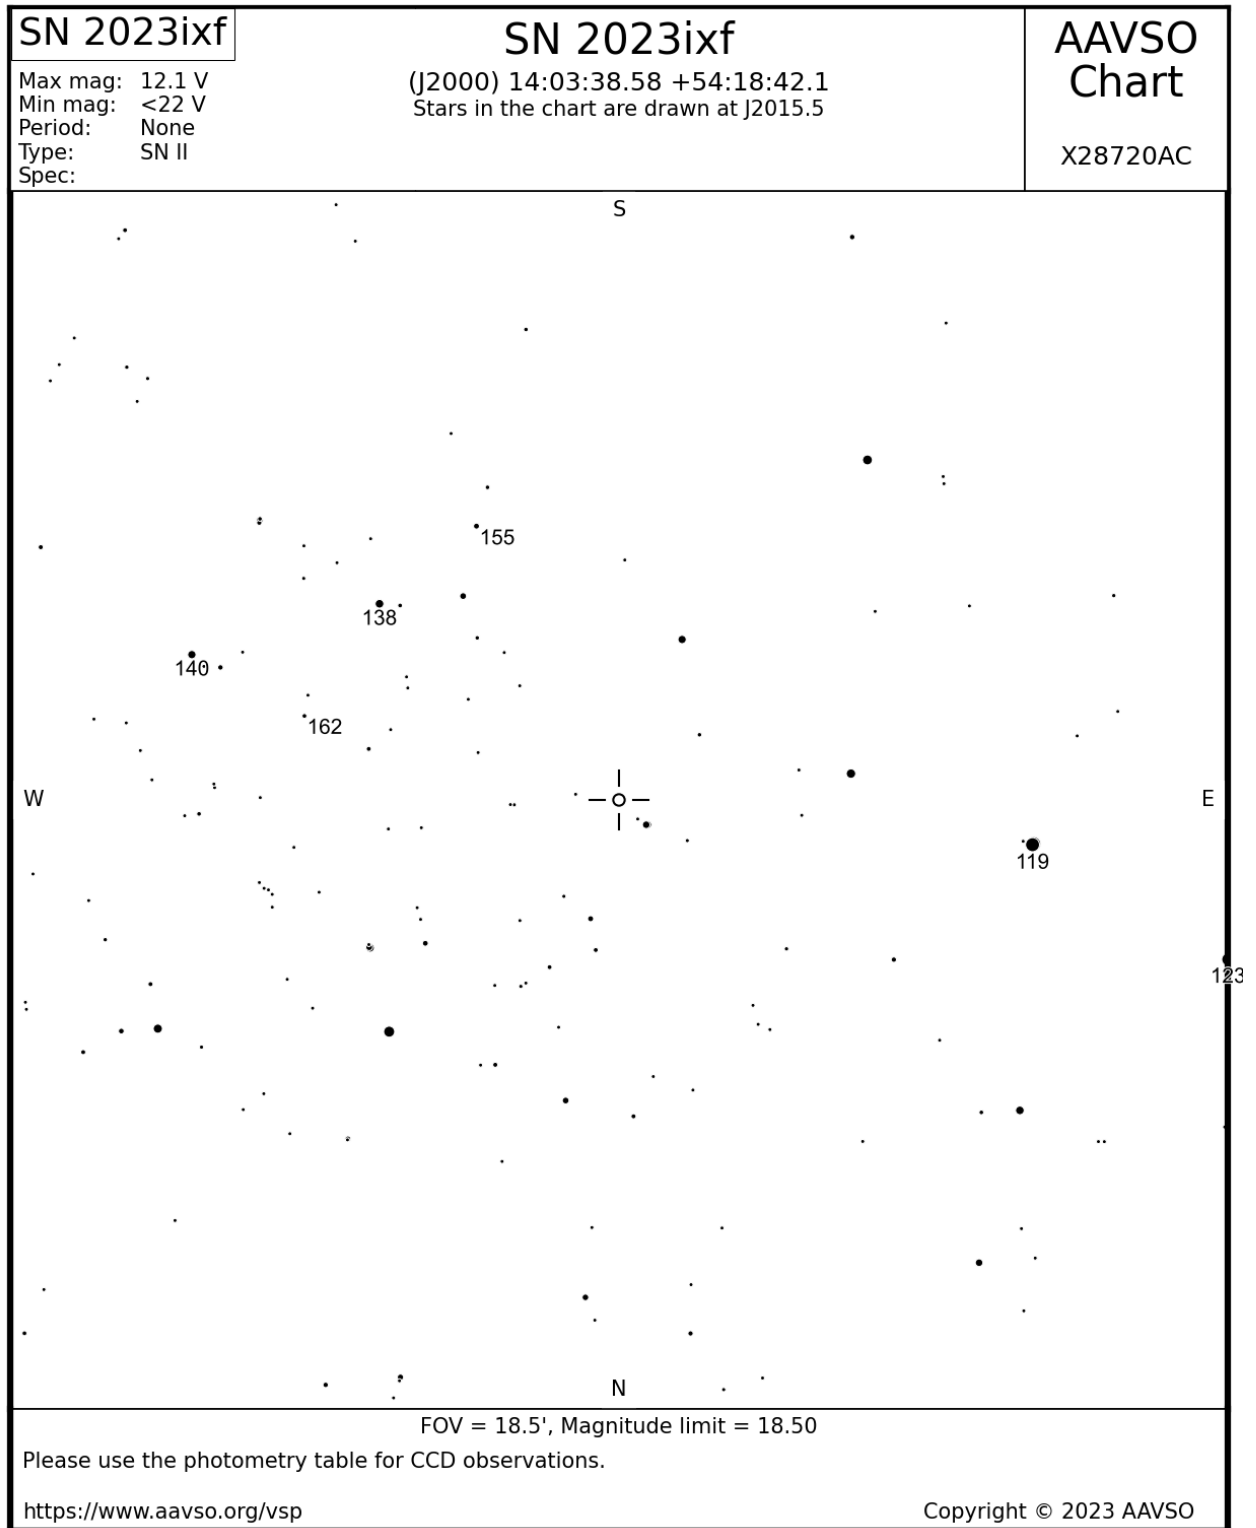 SN 2023ixf
Max mag: 12.1 V
Min mag: <22 V
Period: None
Type: SN II
Spec:
SN 2023ixf
(J2000) 14:03:38.58 +54:18:42.1
Stars in the chart are drawn at J2015.5
AAVSO
Chart
X28720AC
S
155
138
140
162
W
E
119
123
N
FOV = 18.5', Magnitude limit = 18.50
Please use the photometry table for CCD observations.
https://www.aavso.org/vsp
Copyright © 2023 AAVSO